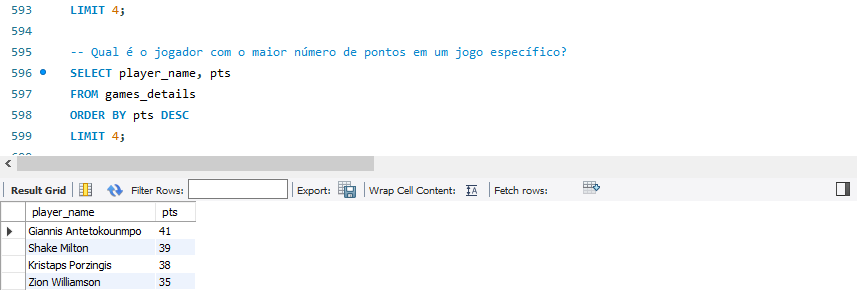 593 LIMIT 4;
594
595 -- Qual é o jogador com o maior número de pontos em um jogo específico?
596 SELECT player_name, pts
597 FROM games_details
598 ORDER BY pts DESC
599 LIMIT 4;
Result Grid Filter Rows: Export: Wrap Cell Content: Fetch rows:
player_name pts
Giannis Antetokounmpo 41
Shake Milton 39
Kristaps Porzingis 38
Zion Williamson 35